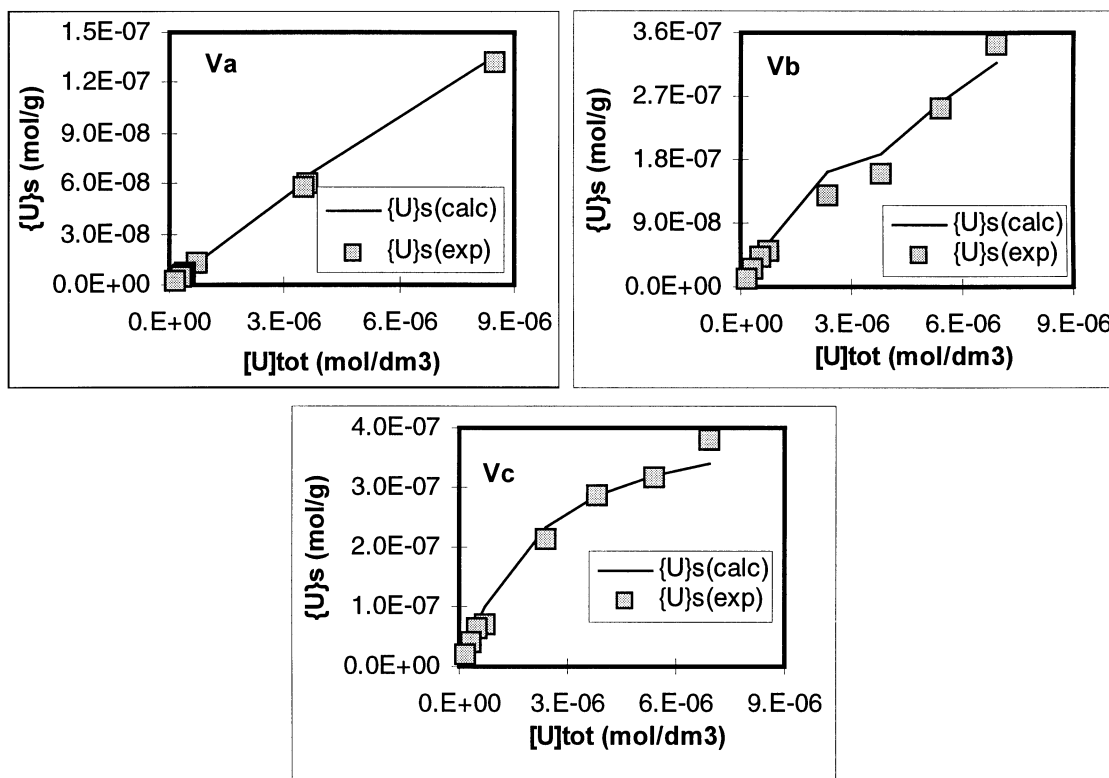 Va
1.5E-07
1.2E-07
9.0E-08
6.0E-08
3.0E-08
0.0E+00
{U}s (mol/g)
{U}s(calc)
{U}s(exp)
0.E+00 3.E-06 6.E-06 9.E-06
[U]tot (mol/dm3)
Vb
3.6E-07
2.7E-07
1.8E-07
9.0E-08
0.0E+00
{U}s (mol/g)
{U}s(calc)
{U}s(exp)
0.E+00 3.E-06 6.E-06 9.E-06
[U]tot (mol/dm3)
Vc
4.0E-07
3.0E-07
2.0E-07
1.0E-07
0.0E+00
{U}s (mol/g)
{U}s(calc)
{U}s(exp)
0.E+00 3.E-06 6.E-06 9.E-06
[U]tot (mol/dm3)